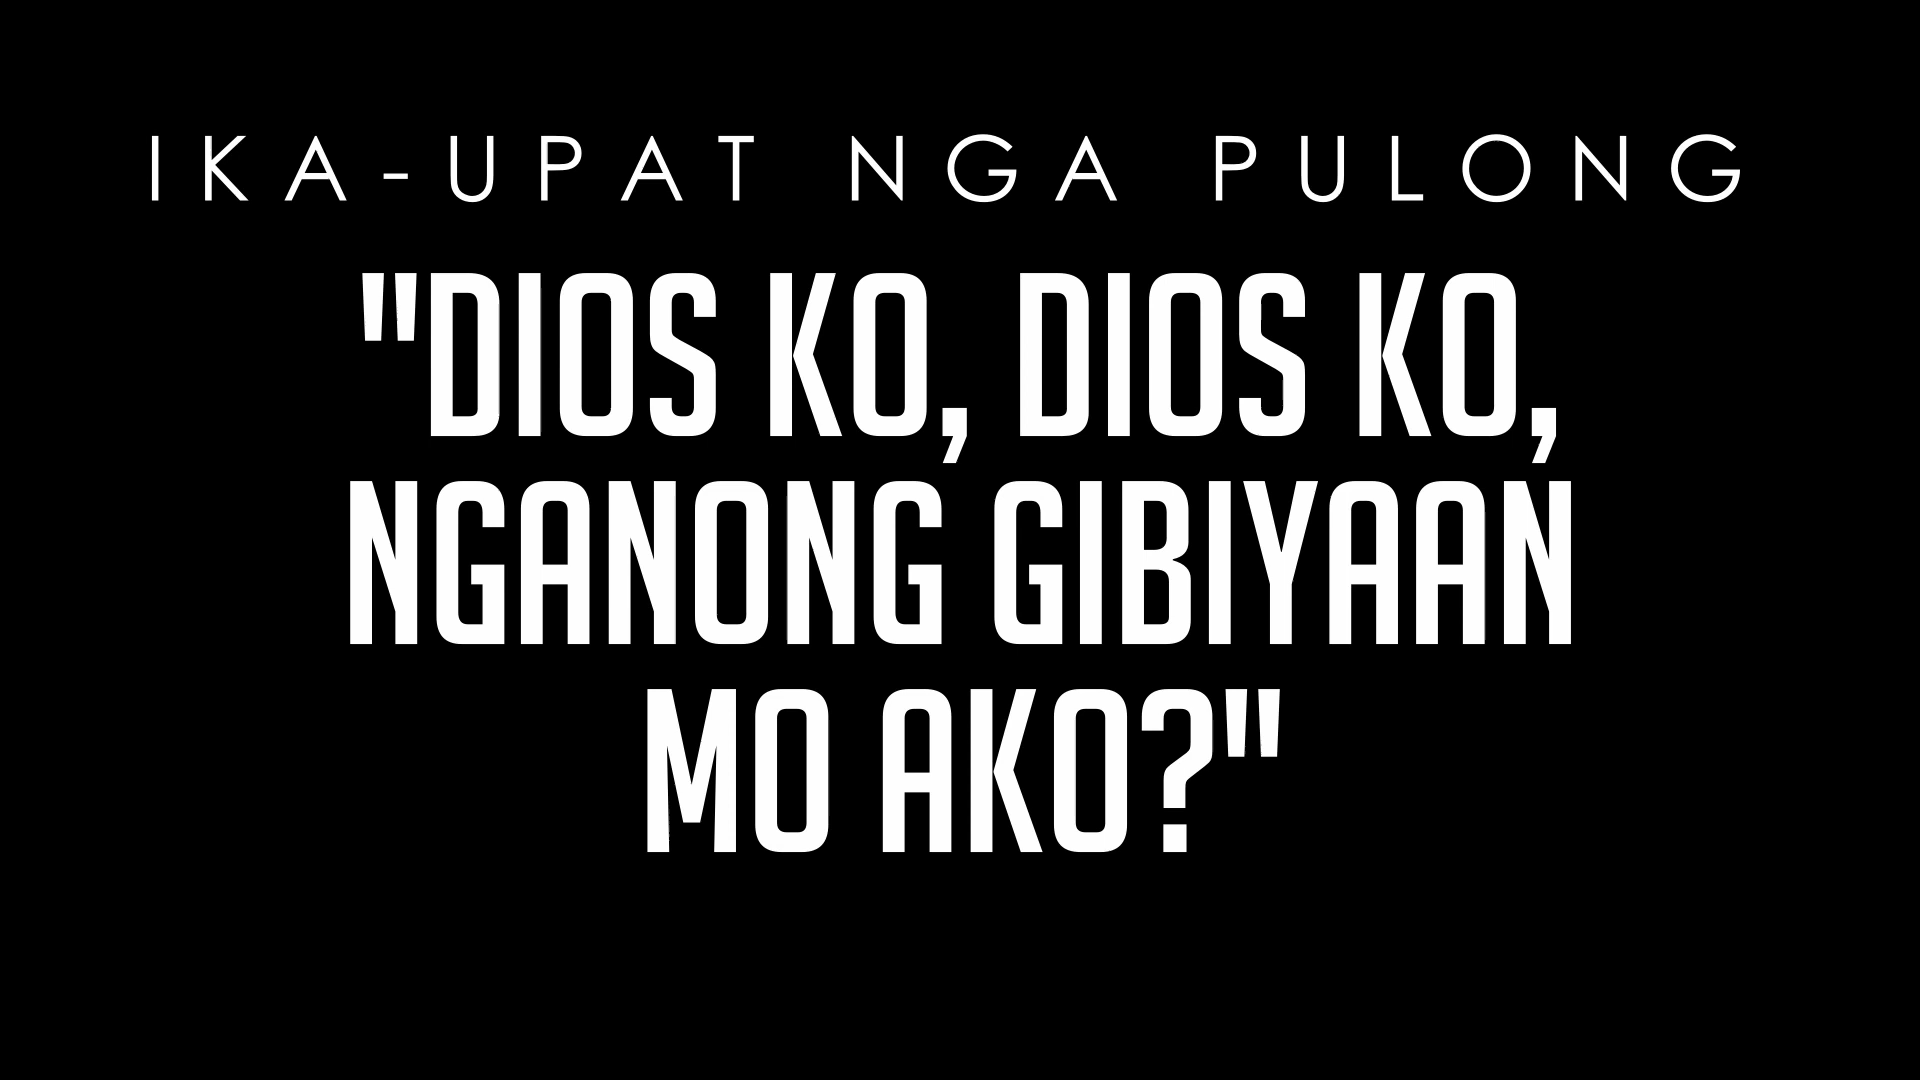 IKA-UPAT NGA PULONG
"DIOS KO, DIOS KO,
NGANONG GIBIYAAN
MO AKO?"